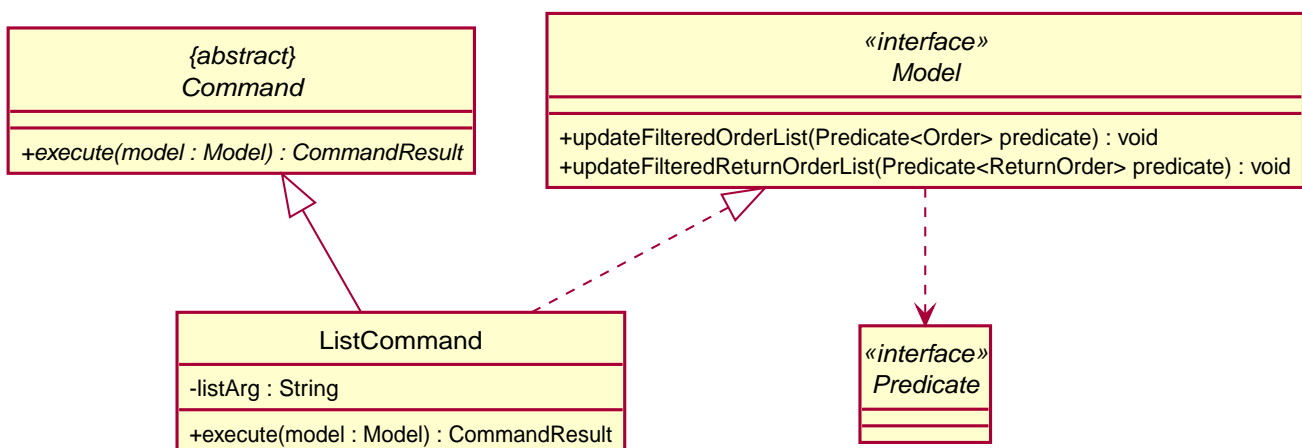 {abstract}
Command
+execute(model : Model) : CommandResult
«interface»
Model
+updateFilteredOrderList(Predicate<Order> predicate) : void
+updateFilteredReturnOrderList(Predicate<ReturnOrder> predicate) : void
ListCommand
-listArg : String
+execute(model : Model) : CommandResult
«interface»
Predicate